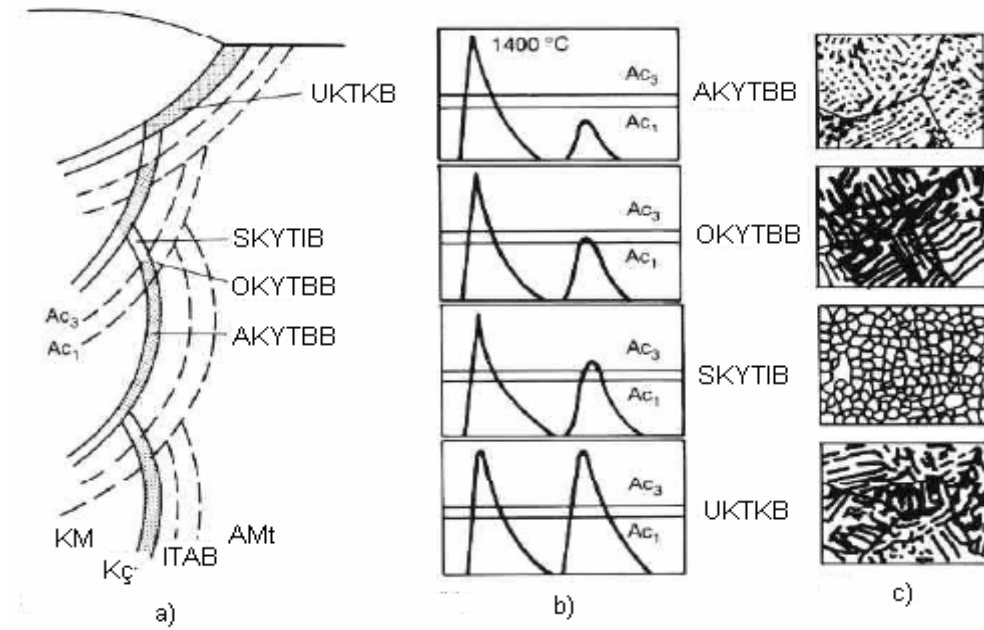 UKTKB
SKYTIB
OKYTBB
AKYTBB
Ac3
Ac1
KM
Kç
ITAB
AMt
a)
1400 °C
Ac3
Ac1
AKYTBB
Ac3
Ac1
OKYTBB
Ac3
Ac1
SKYTIB
Ac3
Ac1
UKTKB
b)
c)